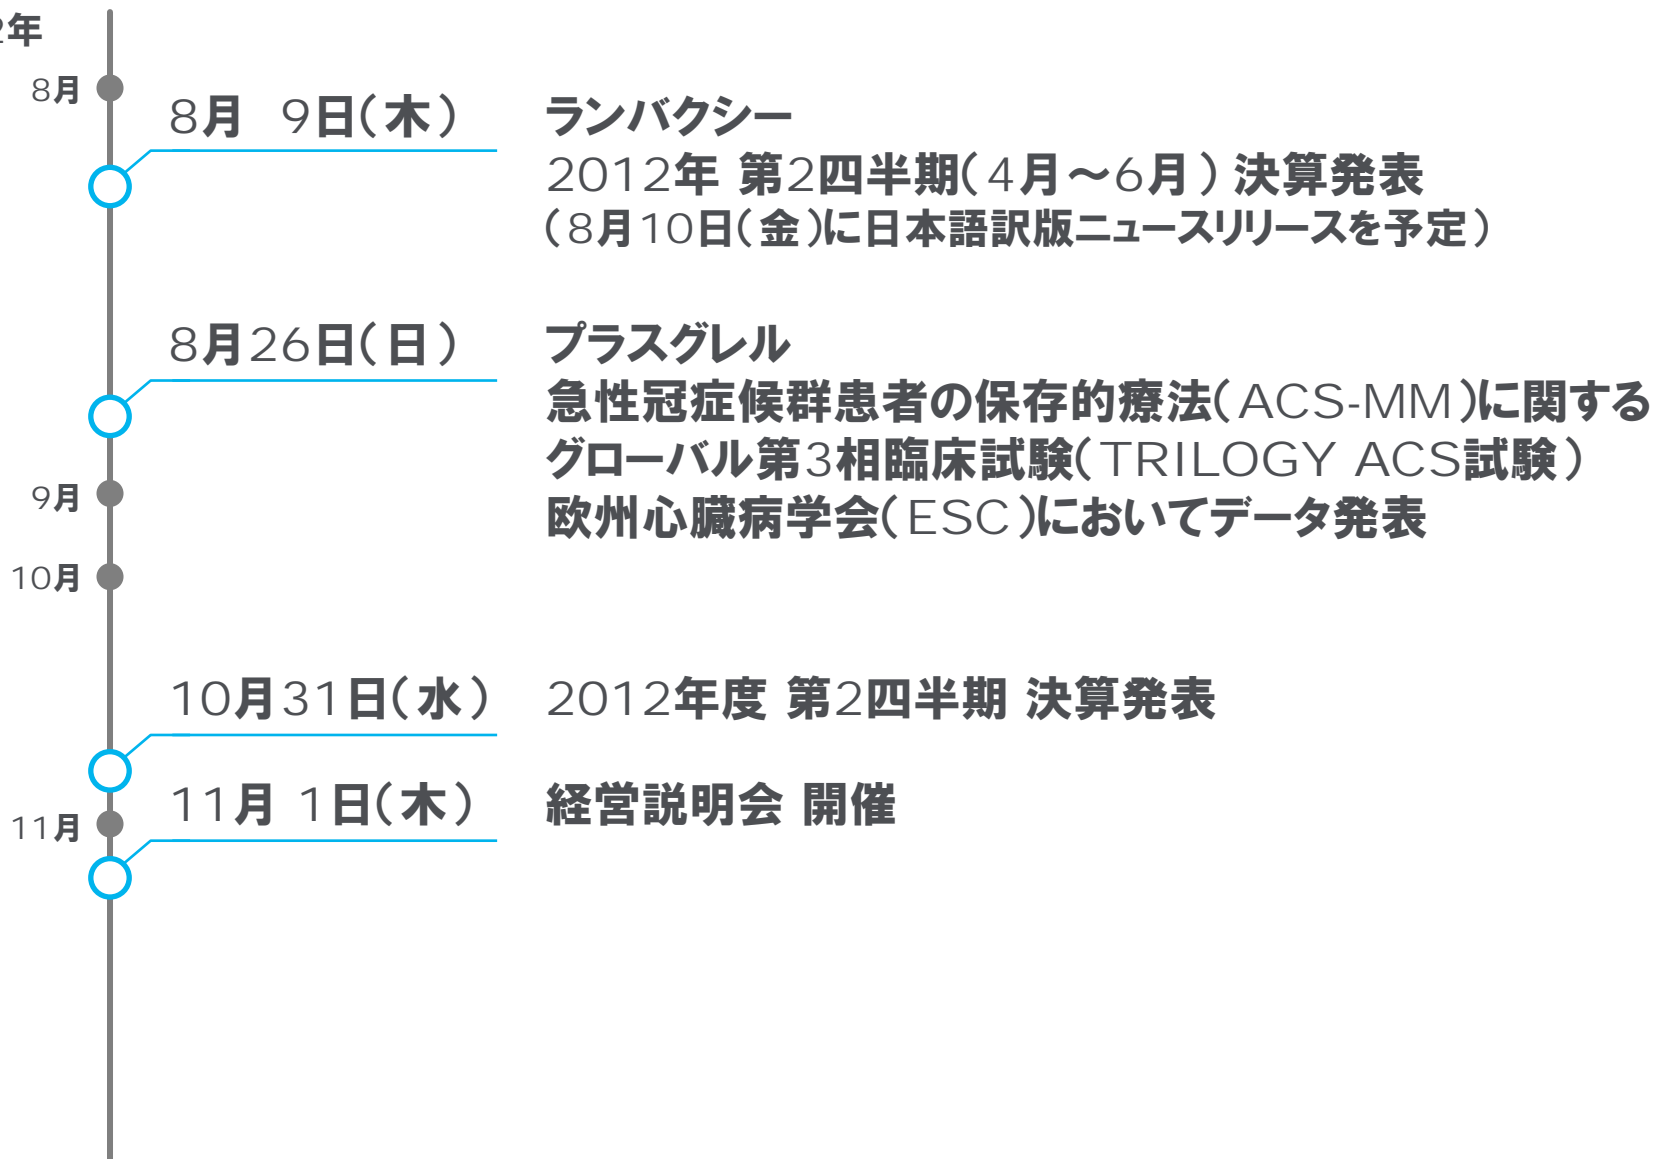 2年
8月
8月 9日(木) ランバクシー
2012年 第2四半期(4月~6月) 決算発表
(8月10日(金)に日本語訳版ニュースリリースを予定)
8月26日(日) プラスグレル
急性冠症候群患者の保存的療法(ACS-MM)に関する
グローバル第3相臨床試験(TRILOGY ACS試験)
9月
欧州心臓病学会(ESC)においてデータ発表
10月
10月31日(水) 2012年度 第2四半期 決算発表
11月 1日(木) 経営説明会 開催
11月